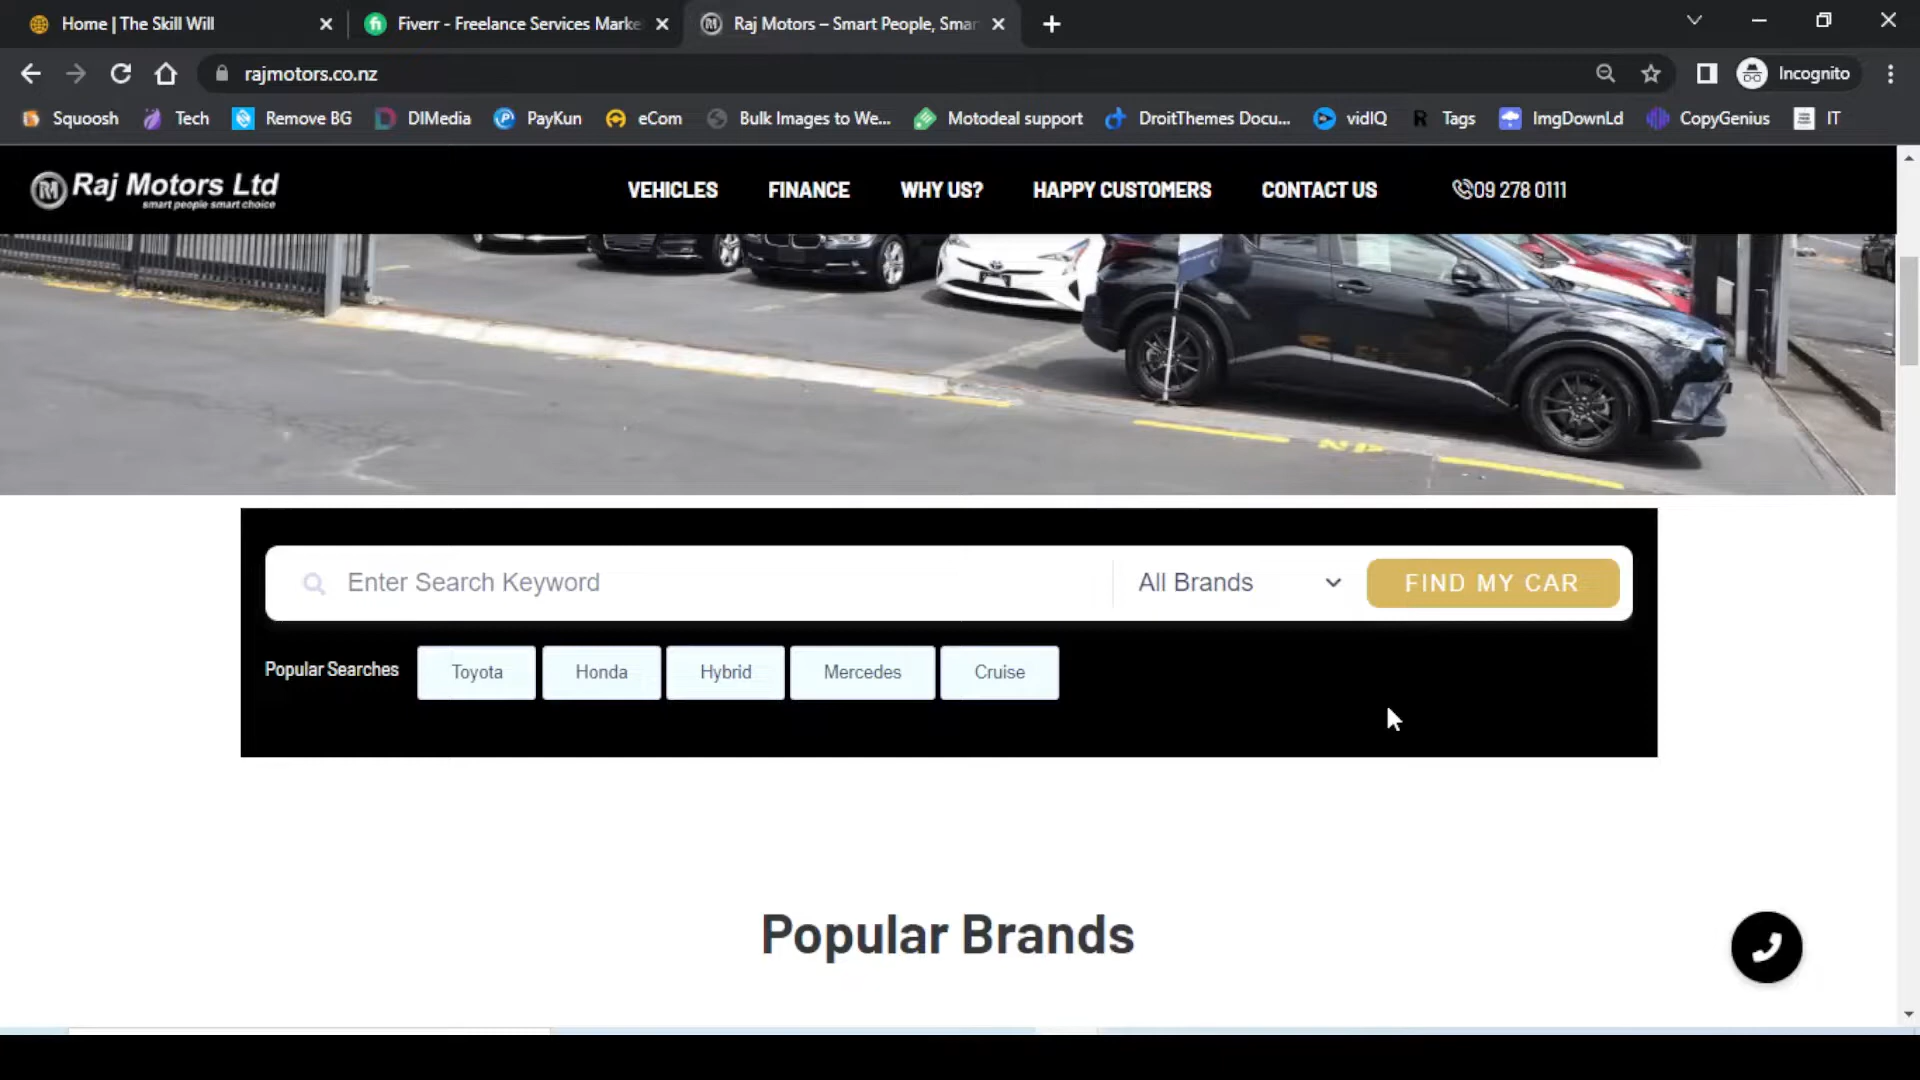 Home | The Skill Will
Fiverr - Freelance Services Marke
Raj Motors – Smart People, Smar
rajmotors.co.nz
Incognito
Squoosh
Tech
Remove BG
DIMedia
PayKun
eCom
Bulk Images to We...
Motodeal support
DroitThemes Docu...
vidIQ
Tags
ImgDownLd
CopyGenius
IT
Raj Motors Ltd
smart people smart choice
VEHICLES
FINANCE
WHY US?
HAPPY CUSTOMERS
CONTACT US
09 278 0111
Enter Search Keyword
All Brands
FIND MY CAR
Popular Searches
Toyota
Honda
Hybrid
Mercedes
Cruise
Popular Brands